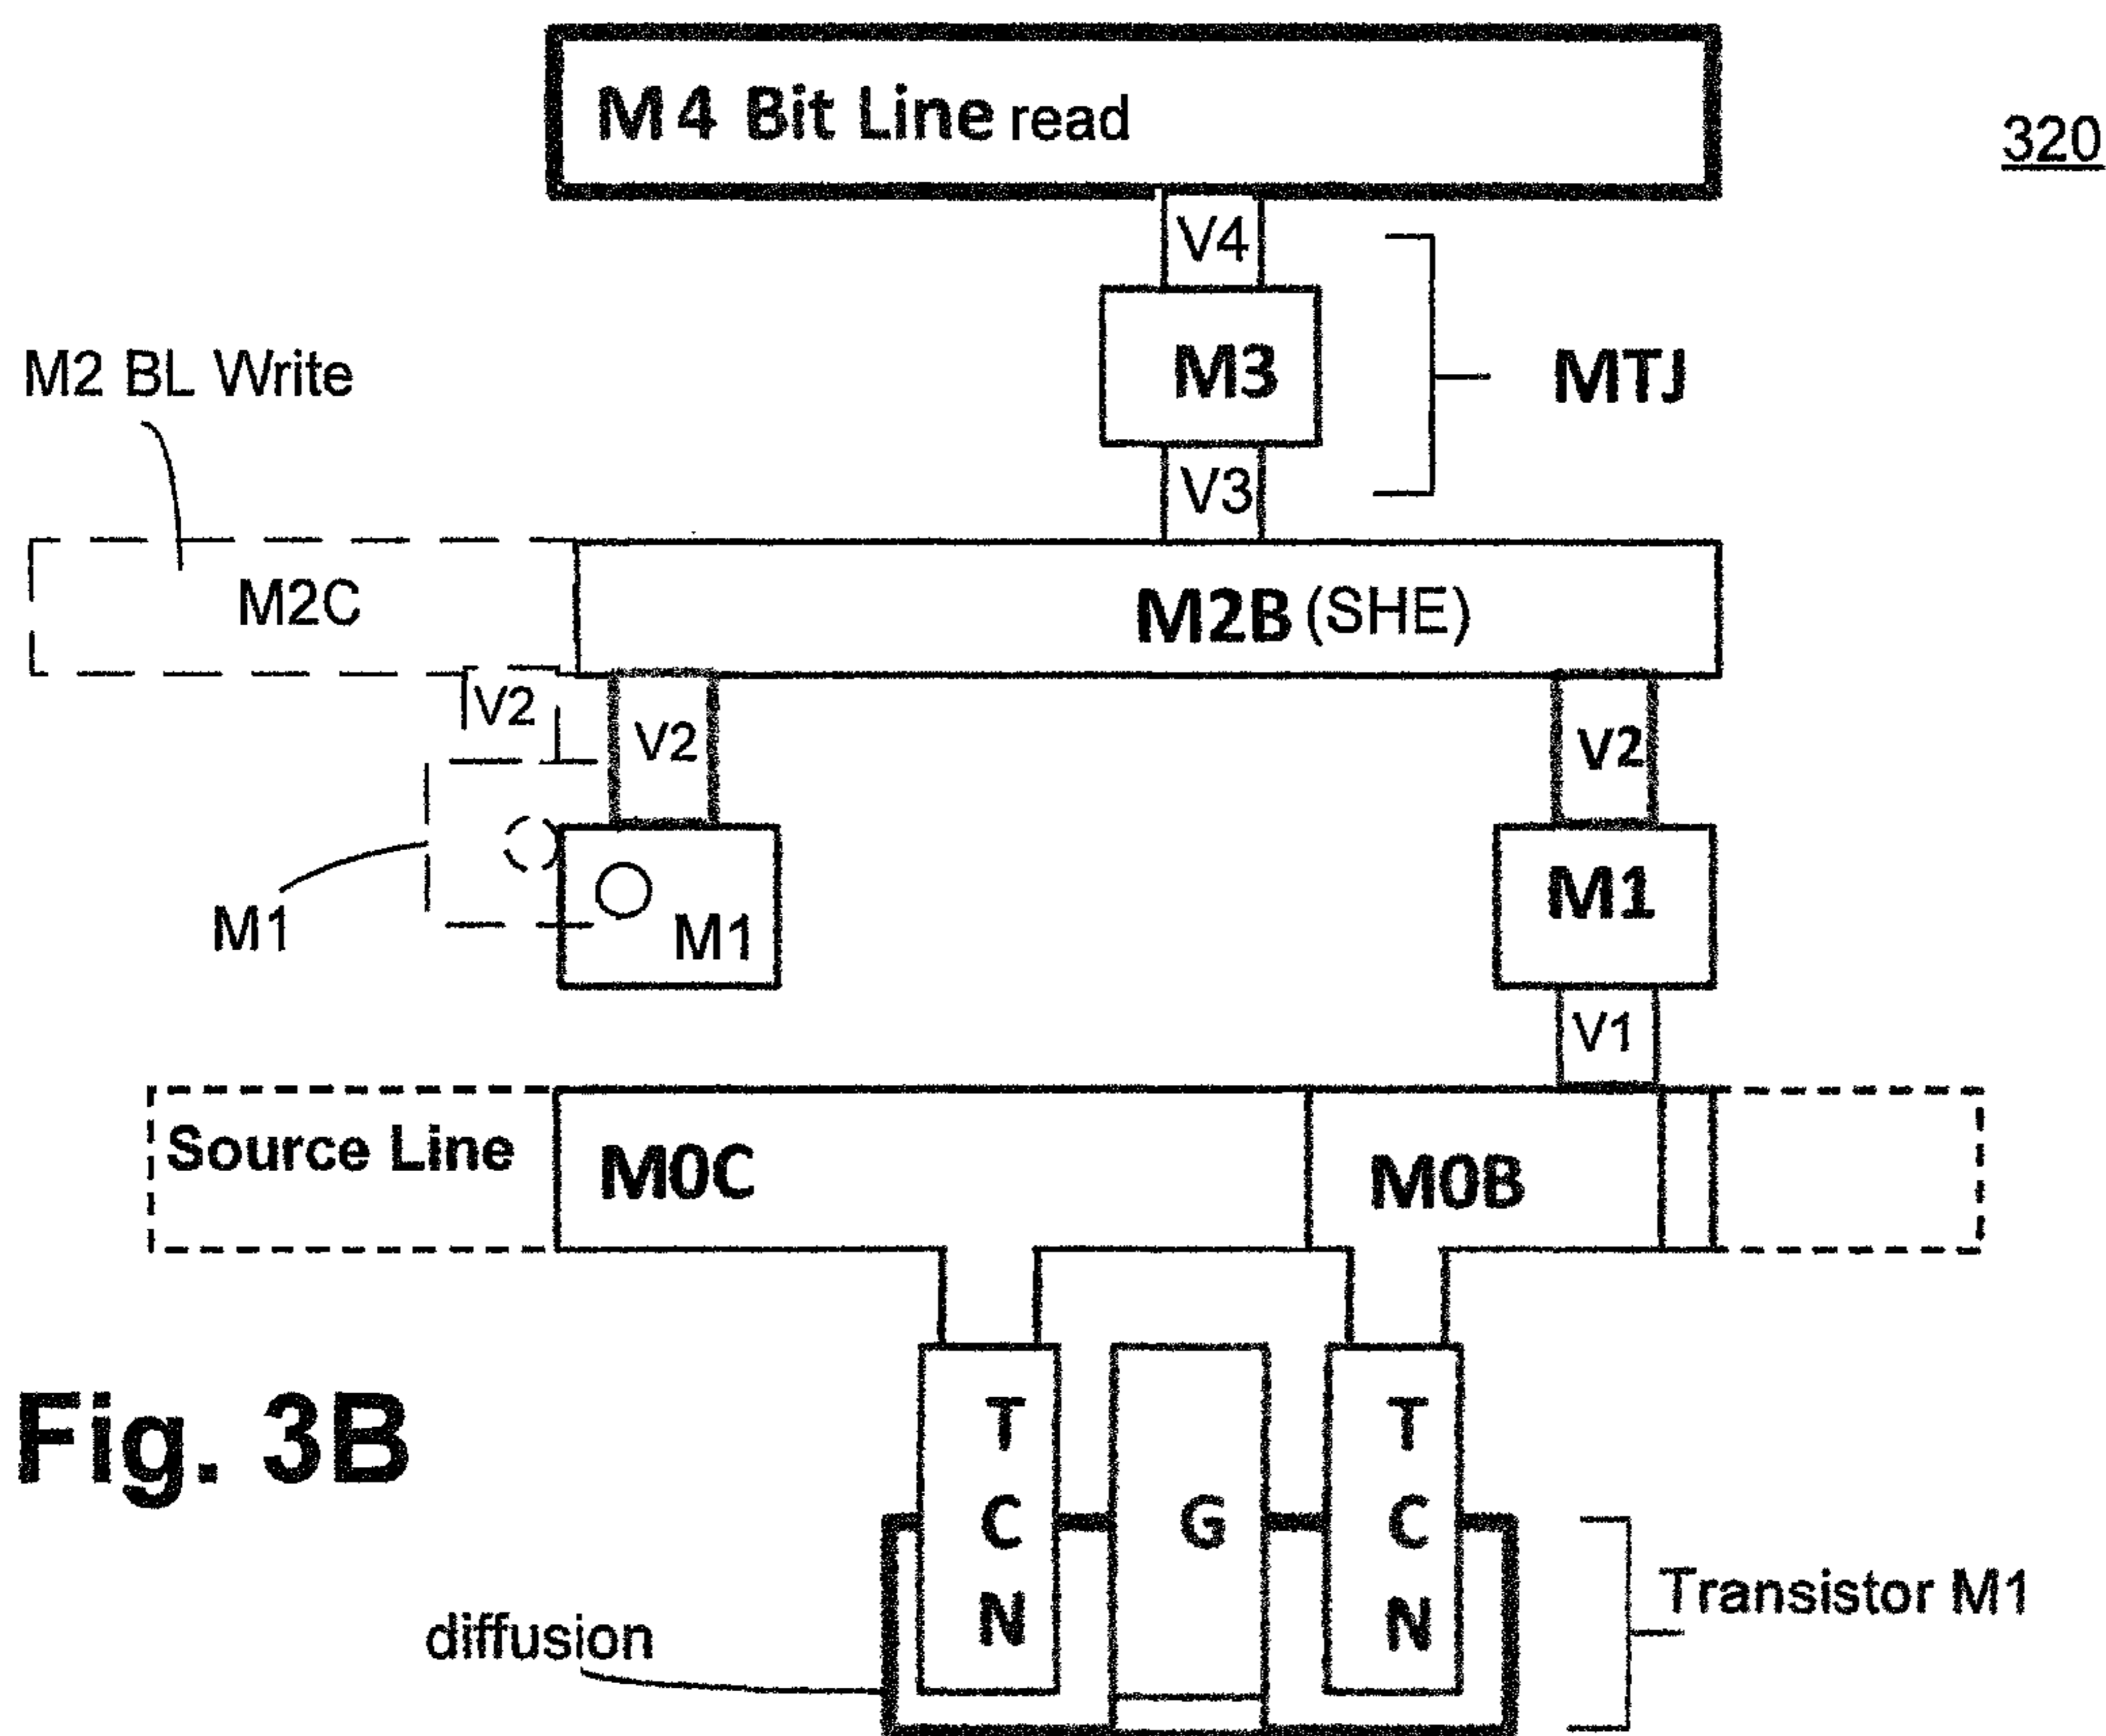 M4 Bit Line read
320
V4
M3
MTJ
M2 BL Write
V3
M2C
M2B (SHE)
V2
V2
V2
M1
M1
M1
V1
Source Line
M0C
M0B
Fig. 3B
T
C
N
G
T
C
N
diffusion
Transistor M1